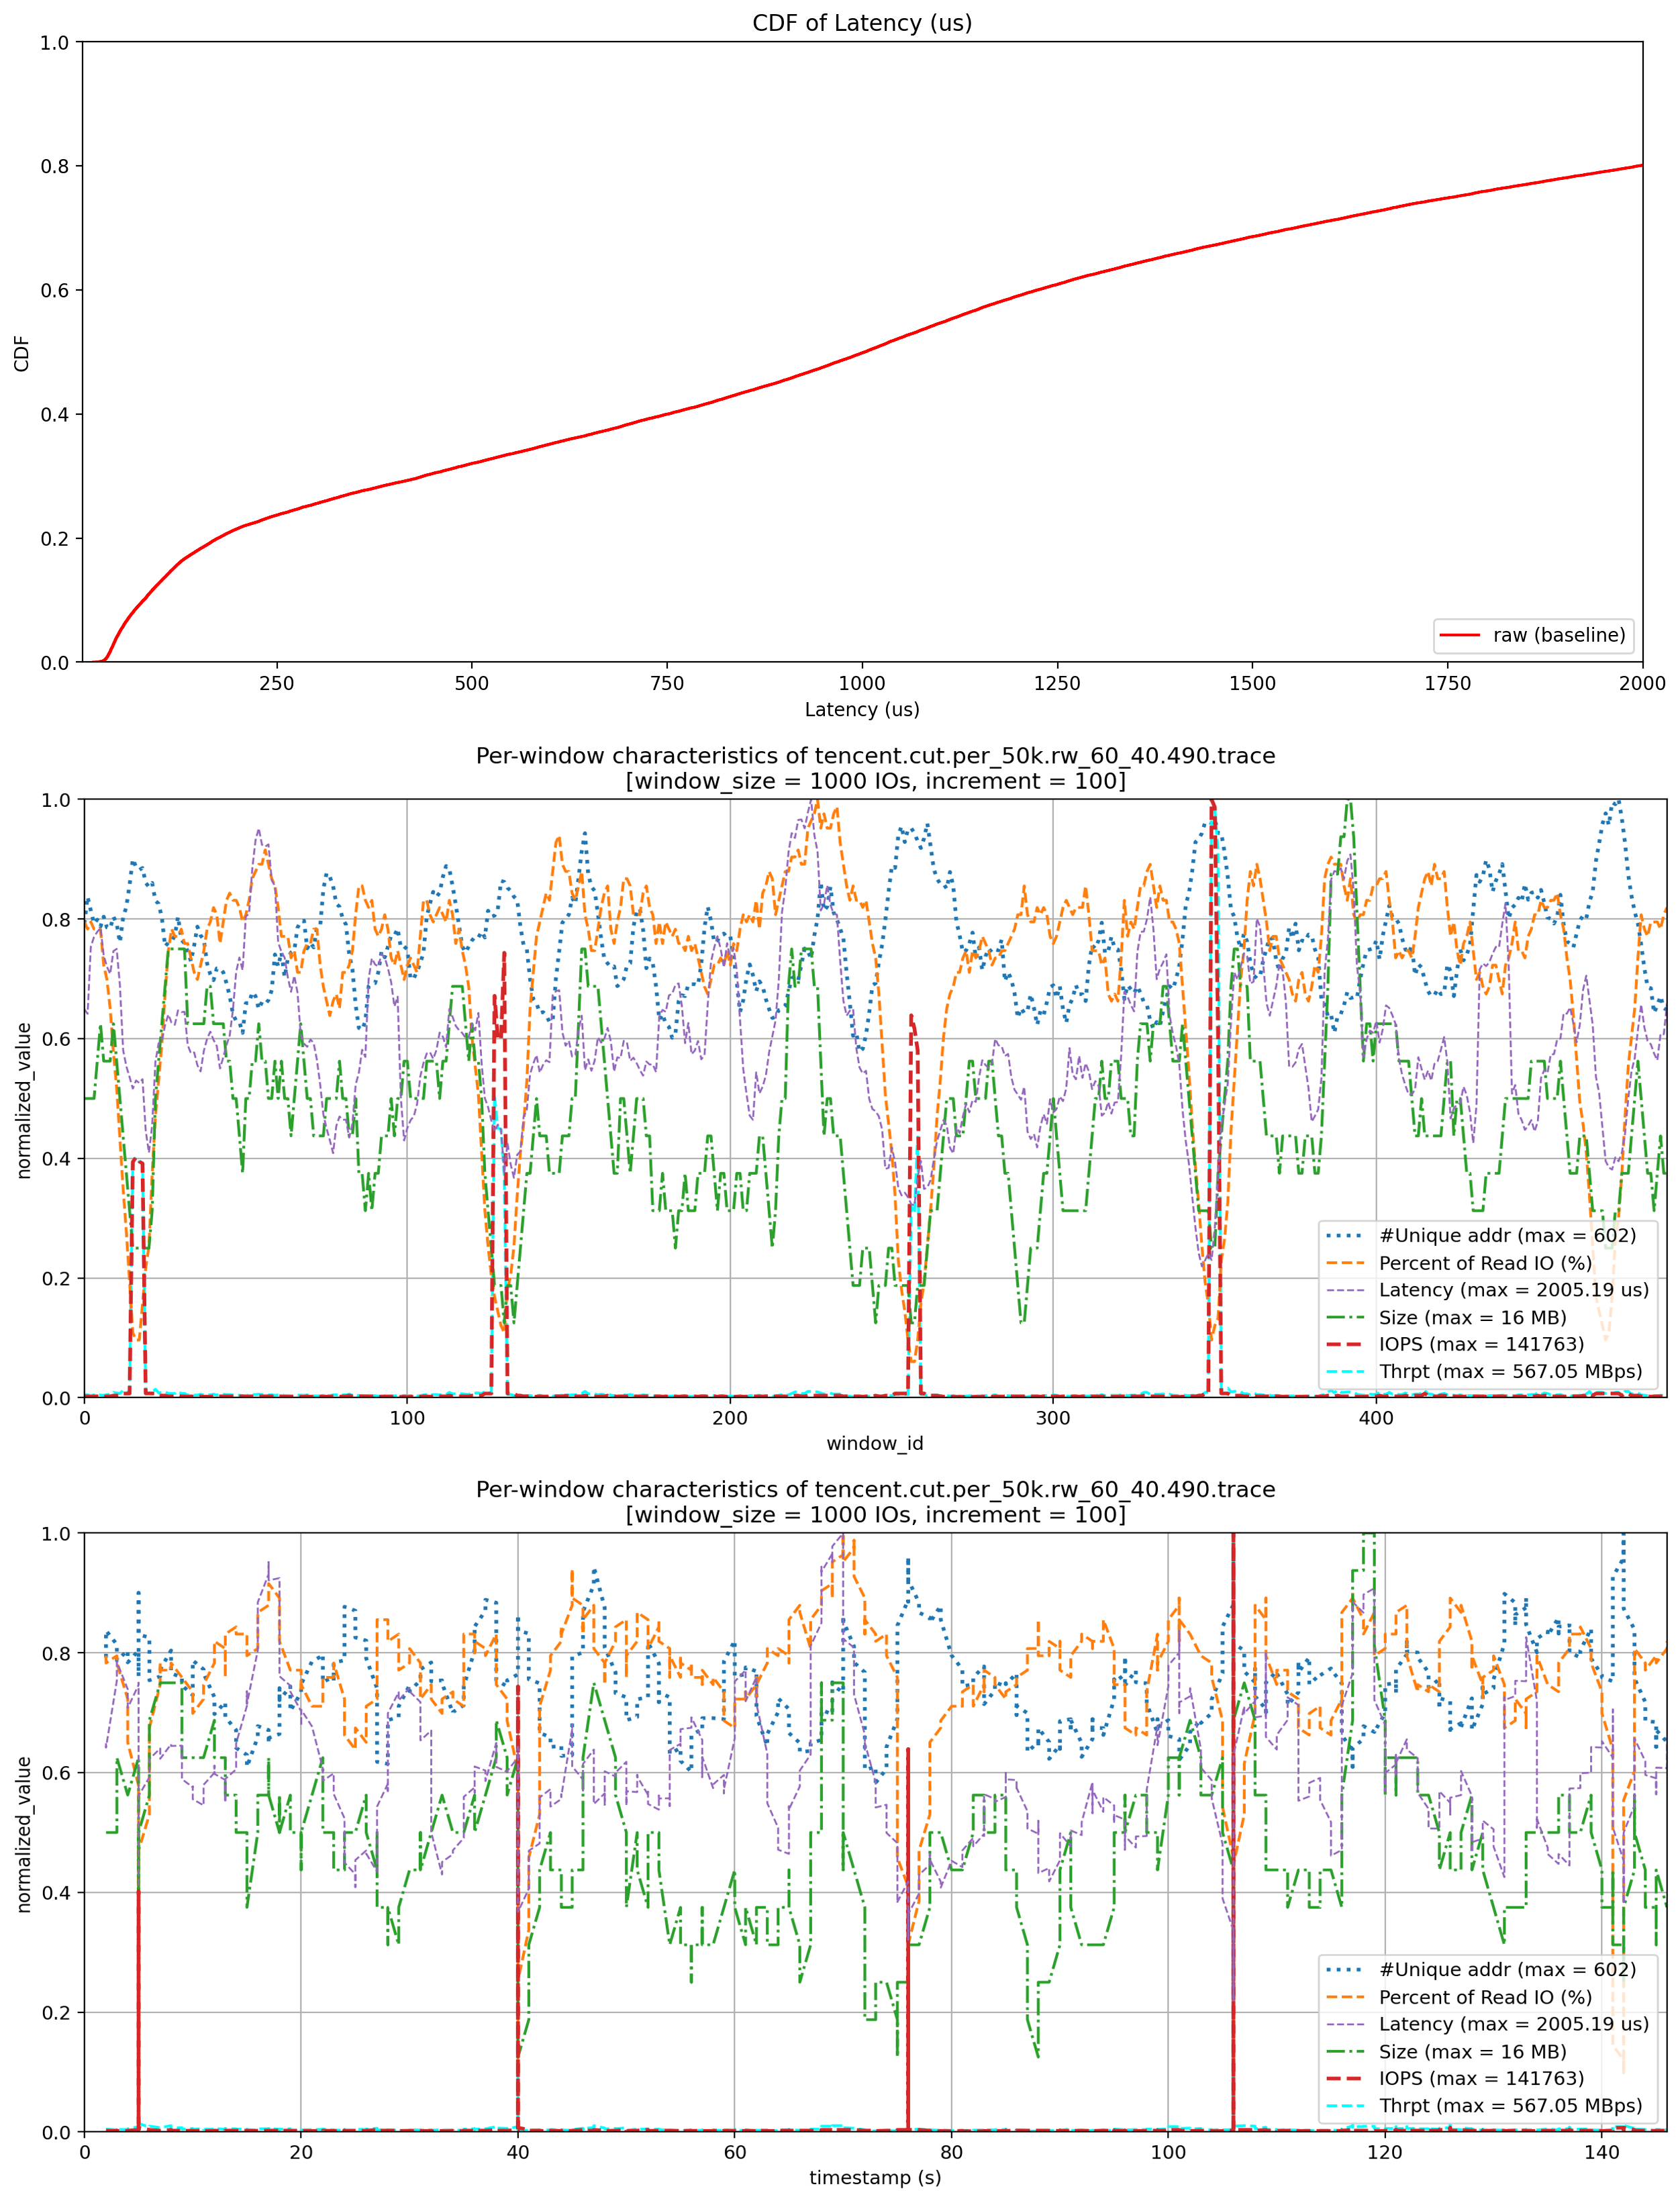 CDF of Latency (us)
1.0
0.8
0.6
0.4
0.2
0.0
CDF
250 500 750 1000 1250 1500 1750 2000
Latency (us)
raw (baseline)
Per-window characteristics of tencent.cut.per_50k.rw_60_40.490.trace
[window_size = 1000 IOs, increment = 100]
1.0
0.8
0.6
0.4
0.2
0.0
normalized_value
0 100 200 300 400
window_id
#Unique addr (max = 602)
Percent of Read IO (%)
Latency (max = 2005.19 us)
Size (max = 16 MB)
IOPS (max = 141763)
Thrpt (max = 567.05 MBps)
Per-window characteristics of tencent.cut.per_50k.rw_60_40.490.trace
[window_size = 1000 IOs, increment = 100]
1.0
0.8
0.6
0.4
0.2
0.0
normalized_value
0 20 40 60 80 100 120 140
timestamp (s)
#Unique addr (max = 602)
Percent of Read IO (%)
Latency (max = 2005.19 us)
Size (max = 16 MB)
IOPS (max = 141763)
Thrpt (max = 567.05 MBps)